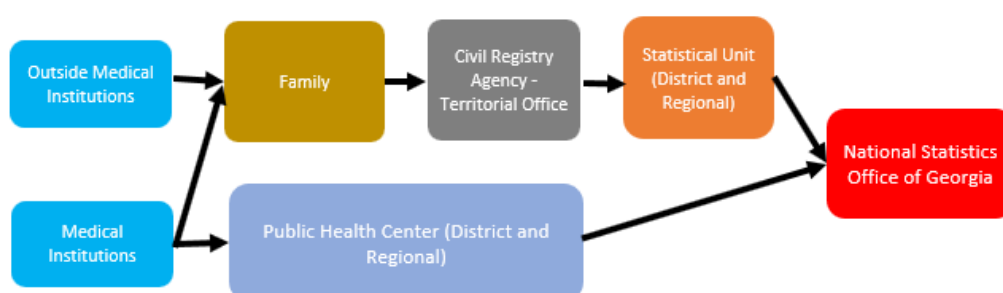 Outside Medical
Institutions
Family
Civil Registry
Agency -
Territorial Office
Statistical Unit
(District and
Regional)
National Statistics
Office of Georgia
Medical
Institutions
Public Health Center (District and
Regional)